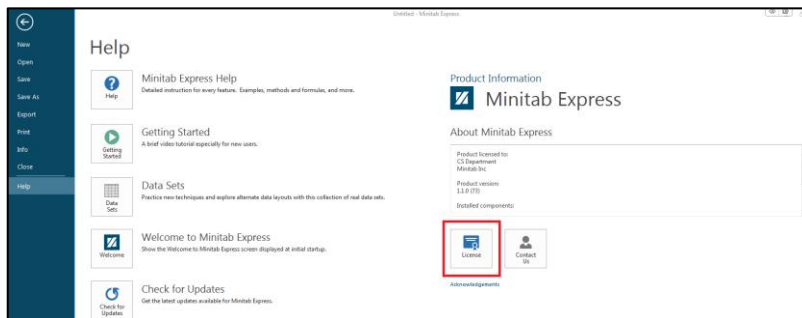 Untitled - Minitab Express
New
Open
Save
Save As
Export
Print
Info
Close
Help
Help
Help
Minitab Express Help
Detailed instruction for every feature. Examples, methods and formulas, and more.
Getting
Started
Getting Started
A brief video tutorial especially for new users.
Data
Sets
Data Sets
Practice new techniques and explore alternate data layouts with this collection of real data sets.
Welcome
Welcome to Minitab Express
Show the Welcome to Minitab Express screen displayed at initial startup.
Check for
Updates
Check for Updates
Get the latest updates available for Minitab Express.
Product Information
Minitab Express
About Minitab Express
Product licensed to:
CS Department
Minitab Inc
Product version:
1.1.0 (73)
Installed components:
License
Contact
Us
Acknowledgements